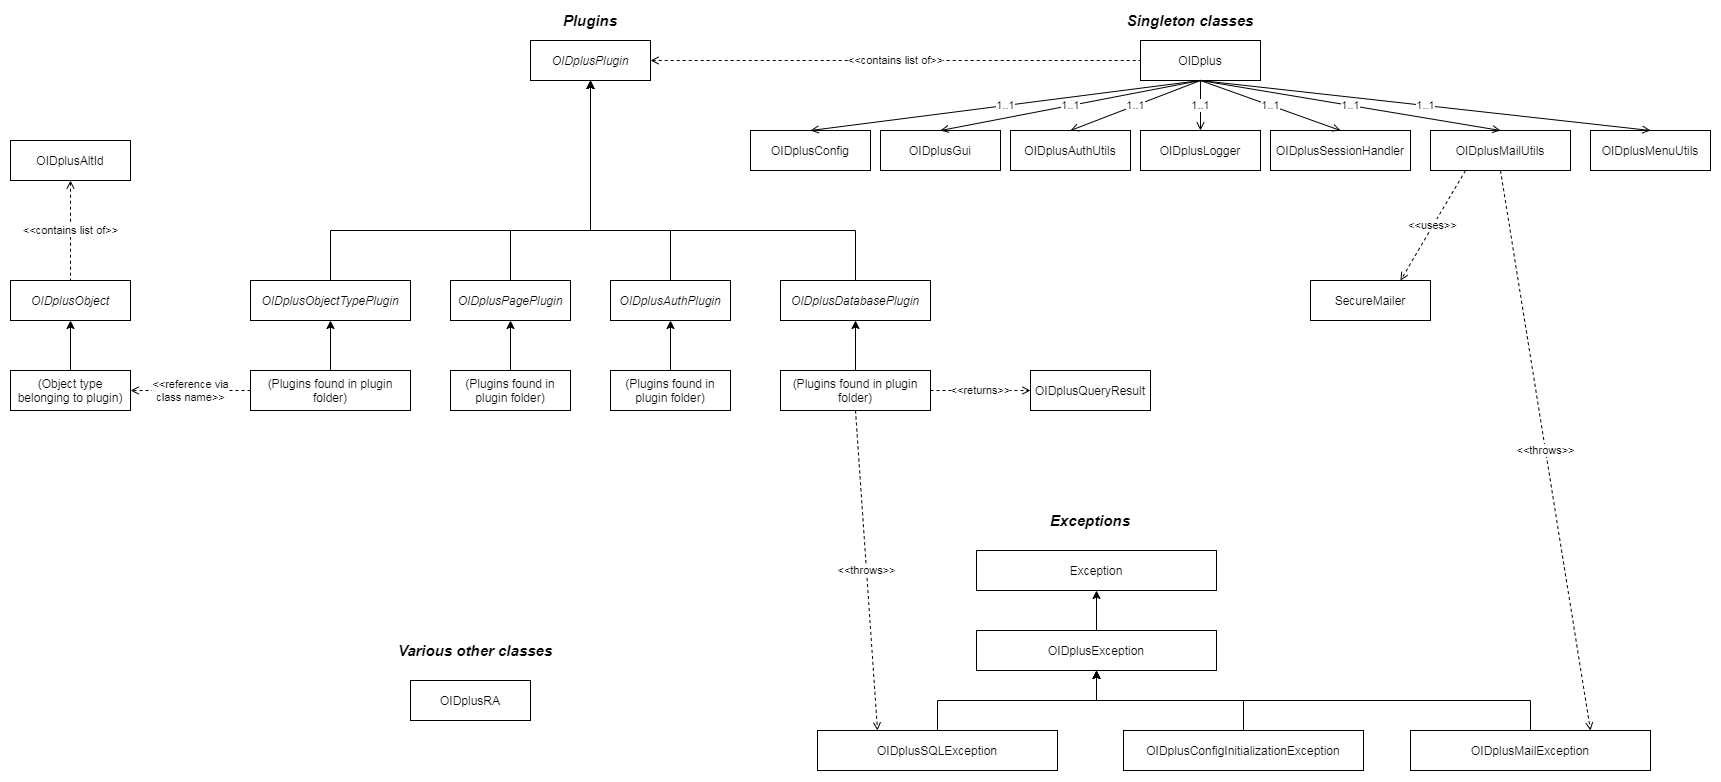 Plugins
Singleton classes
OIDplusPlugin
<<contains list of>>
OIDplus
1..1
1..1
1..1
1..1
1..1
1..1
1..1
OIDplusConfig
OIDplusGui
OIDplusAuthUtils
OIDplusLogger
OIDplusSessionHandler
OIDplusMailUtils
OIDplusMenuUtils
OIDplusAltId
<<contains list of>>
<<uses>>
OIDplusObject
OIDplusObjectTypePlugin
OIDplusPagePlugin
OIDplusAuthPlugin
OIDplusDatabasePlugin
SecureMailer
(Object type
belonging to plugin)
<<reference via
class name>>
(Plugins found in plugin
folder)
(Plugins found in
plugin folder)
(Plugins found in
plugin folder)
(Plugins found in plugin
folder)
<<returns>>
OIDplusQueryResult
<<throws>>
Exceptions
<<throws>>
Exception
Various other classes
OIDplusException
OIDplusRA
OIDplusSQLException
OIDplusConfigInitializationException
OIDplusMailException